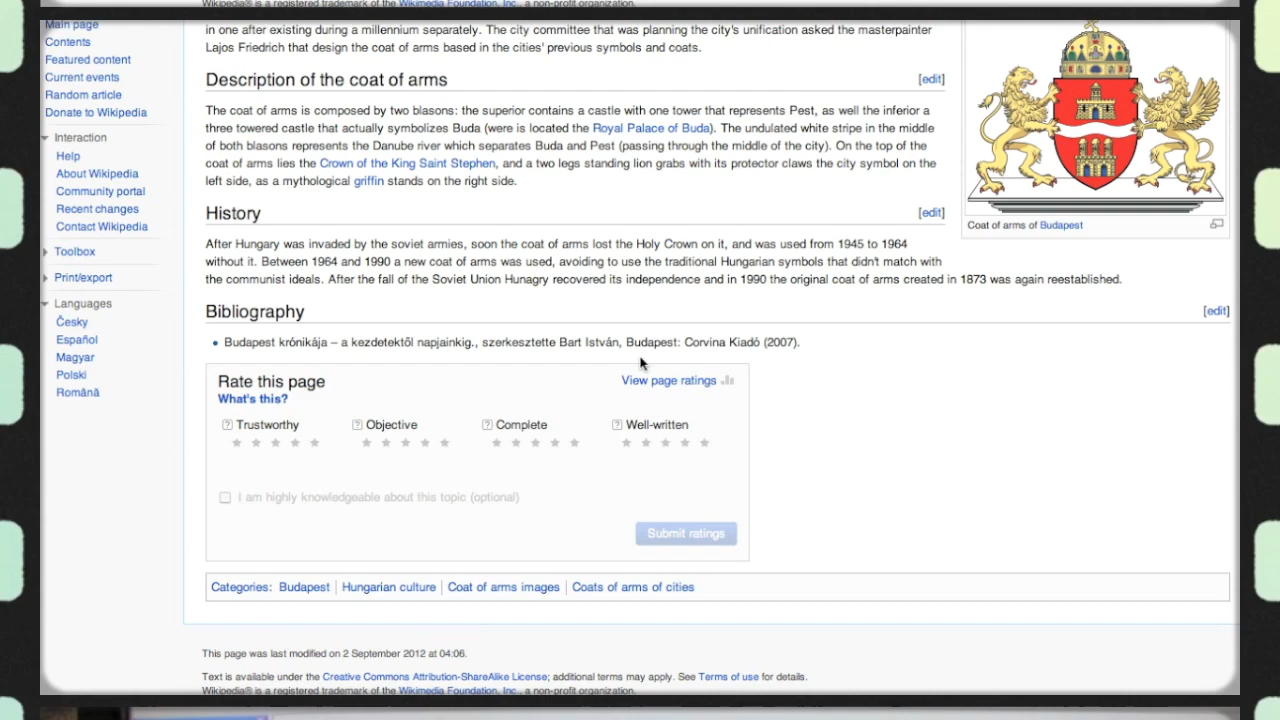 Wikipedia® is a registered trademark of the Wikimedia Foundation, Inc., a non-profit organization.
Main page
Contents
Featured content
Current events
Random article
Donate to Wikipedia
Interaction
Help
About Wikipedia
Community portal
Recent changes
Contact Wikipedia
Toolbox
Print/export
Languages
Česky
Español
Magyar
Polski
Română
in one after existing during a millennium separately. The city committee that was planning the city's unification asked the masterpainter
Lajos Friedrich that design the coat of arms based in the cities' previous symbols and coats.
Description of the coat of arms [edit]
The coat of arms is composed by two blasons: the superior contains a castle with one tower that represents Pest, as well the inferior a
three towered castle that actually symbolizes Buda (were is located the Royal Palace of Buda). The undulated white stripe in the middle
of both blasons represents the Danube river which separates Buda and Pest (passing through the middle of the city). On the top of the
coat of arms lies the Crown of the King Saint Stephen, and a two legs standing lion grabs with its protector claws the city symbol on the
left side, as a mythological griffin stands on the right side.
Coat of arms of Budapest
History [edit]
After Hungary was invaded by the soviet armies, soon the coat of arms lost the Holy Crown on it, and was used from 1945 to 1964
without it. Between 1964 and 1990 a new coat of arms was used, avoiding to use the traditional Hungarian symbols that didn't match with
the communist ideals. After the fall of the Soviet Union Hunagry recovered its independence and in 1990 the original coat of arms created in 1873 was again reestablished.
Bibliography [edit]
• Budapest krónikája – a kezdetektől napjainkig., szerkesztette Bart István, Budapest: Corvina Kiadó (2007).
Rate this page View page ratings
What's this?
? Trustworthy ? Objective ? Complete ? Well-written
I am highly knowledgeable about this topic (optional)
Submit ratings
Categories: Budapest | Hungarian culture | Coat of arms images | Coats of arms of cities
This page was last modified on 2 September 2012 at 04:06.
Text is available under the Creative Commons Attribution-ShareAlike License; additional terms may apply. See Terms of use for details.
Wikipedia® is a registered trademark of the Wikimedia Foundation, Inc., a non-profit organization.